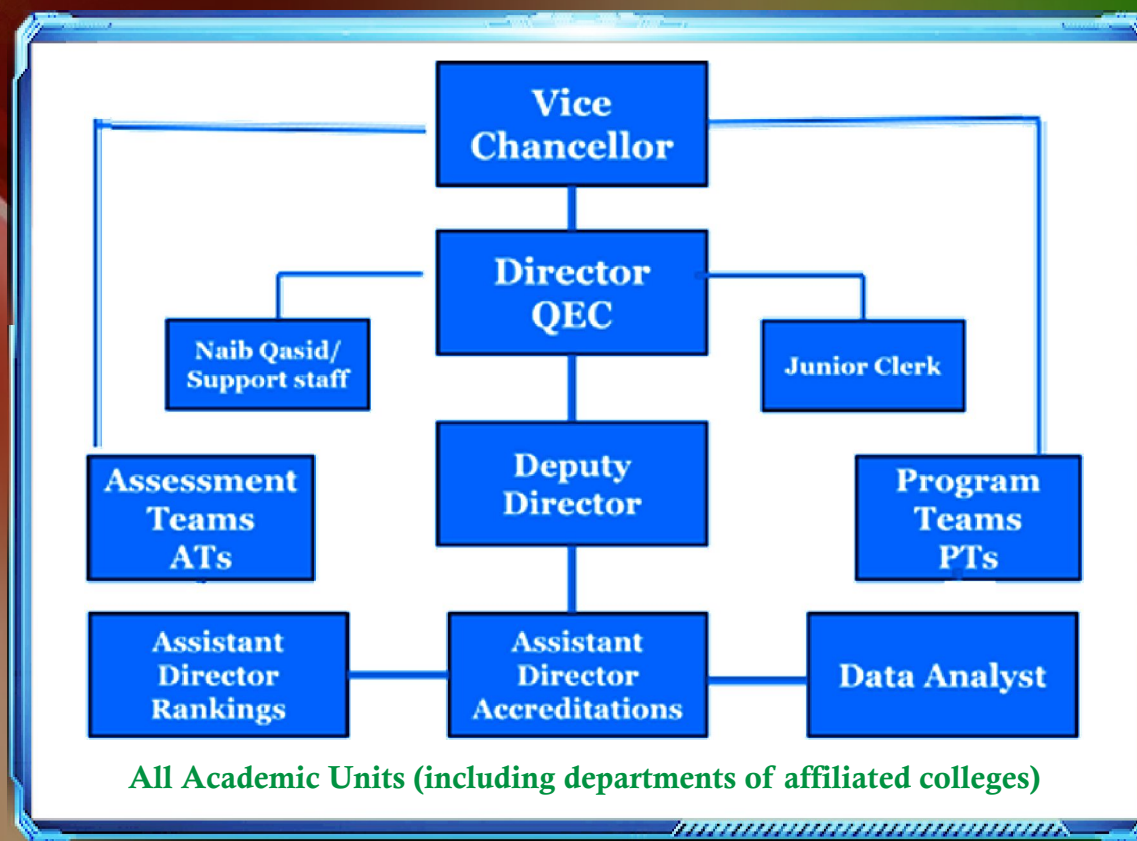 Vice
Chancellor
Director
QEC
Naib Qasid/
Support staff
Junior Clerk
Assessment
Teams
ATs
Deputy
Director
Program
Teams
PTs
Assistant
Director
Rankings
Assistant
Director
Accreditations
Data Analyst
All Academic Units (including departments of affiliated colleges)